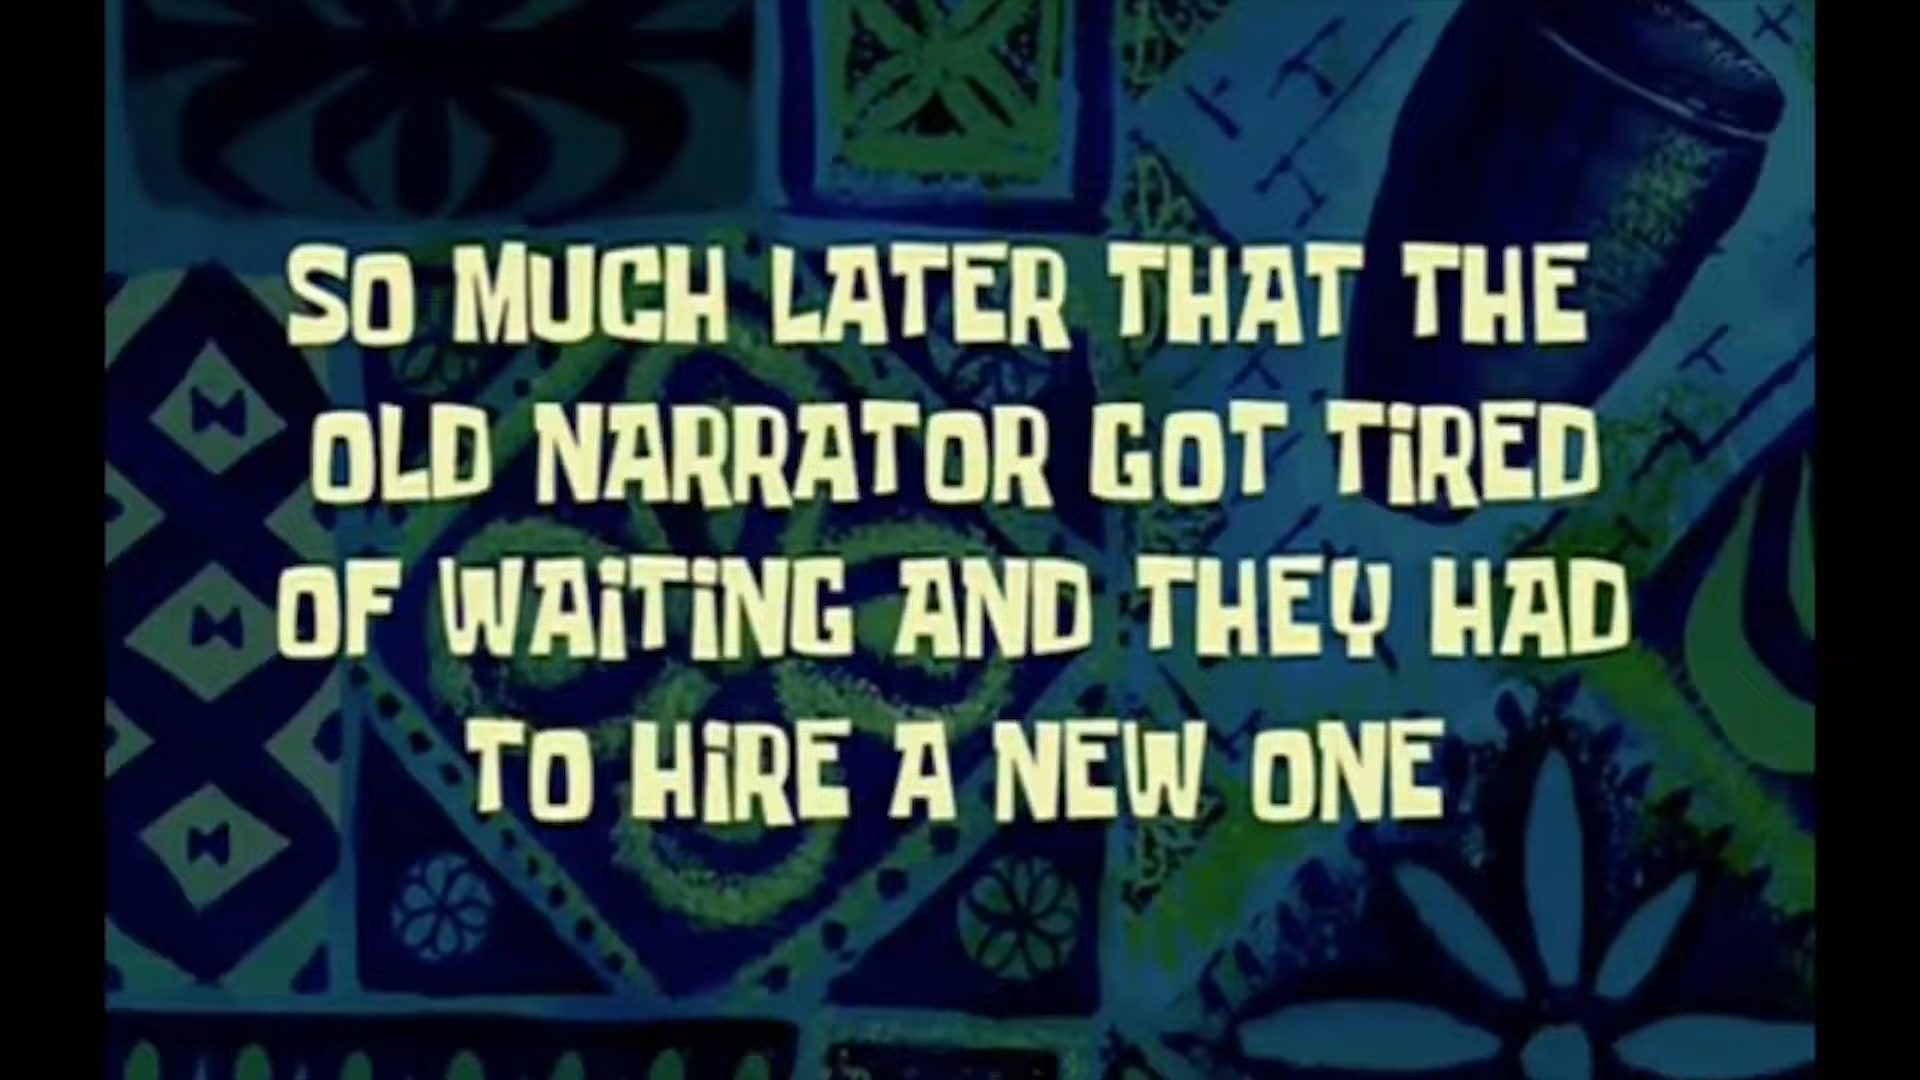 SO MUCH LATER THAT THE
OLD NARRATOR GOT TiRED
OF WAiTiNG AND THEY HAD
TO HiRE A NEW ONE